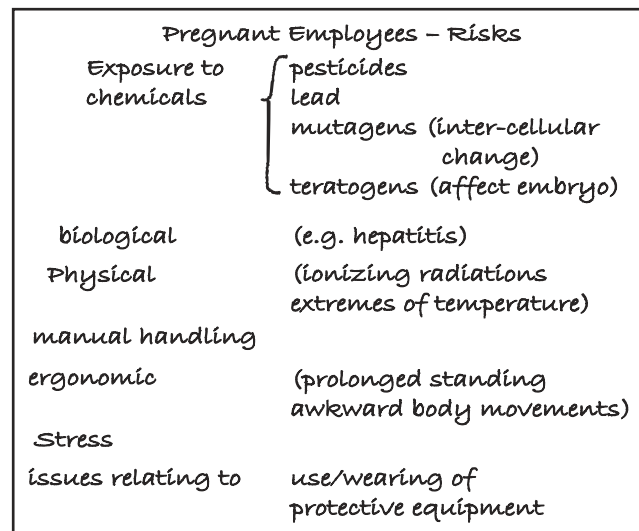 Pregnant Employees – Risks
Exposure to pesticides
chemicals lead
mutagens (inter-cellular
change)
teratogens (affect embryo)
biological (e.g. hepatitis)
Physical (ionizing radiations
extremes of temperature)
manual handling
ergonomic (prolonged standing
awkward body movements)
Stress
issues relating to use/wearing of
protective equipment